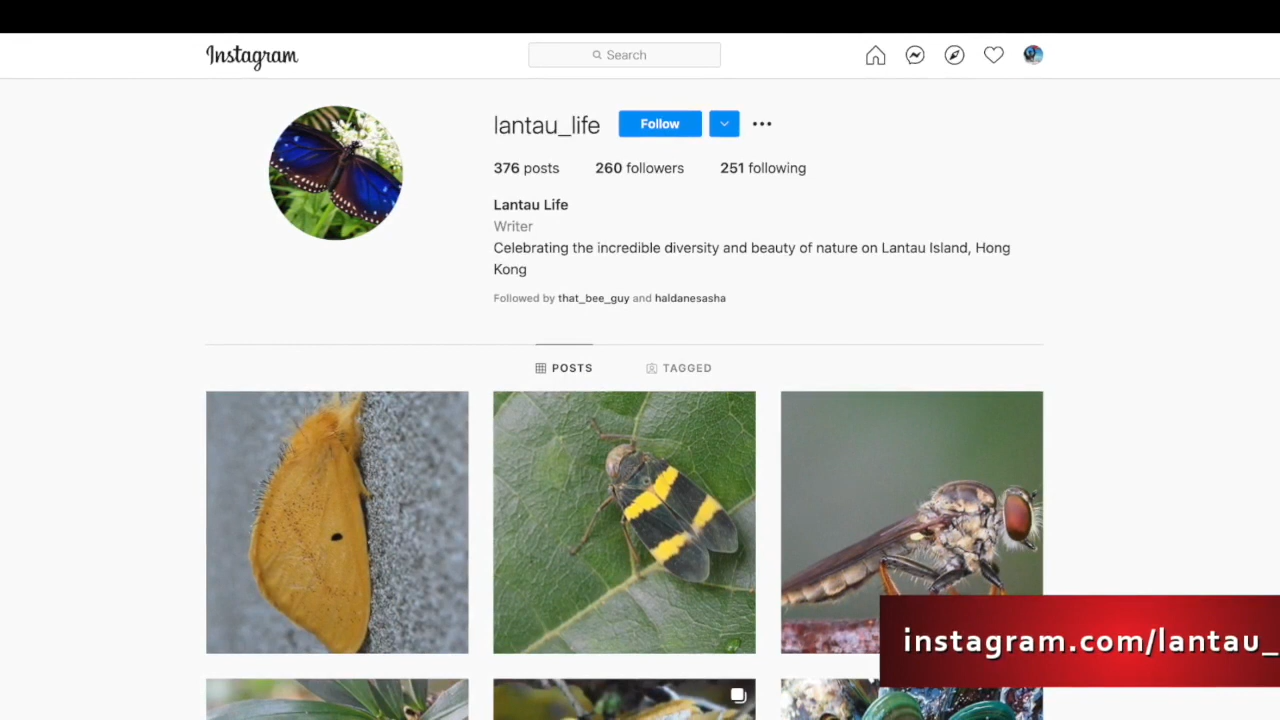 Instagram
Search
lantau_life
Follow
376 posts 260 followers 251 following
Lantau Life
Writer
Celebrating the incredible diversity and beauty of nature on Lantau Island, Hong
Kong
Followed by that_bee_guy and haldanesasha
POSTS TAGGED
instagram.com/lantau_